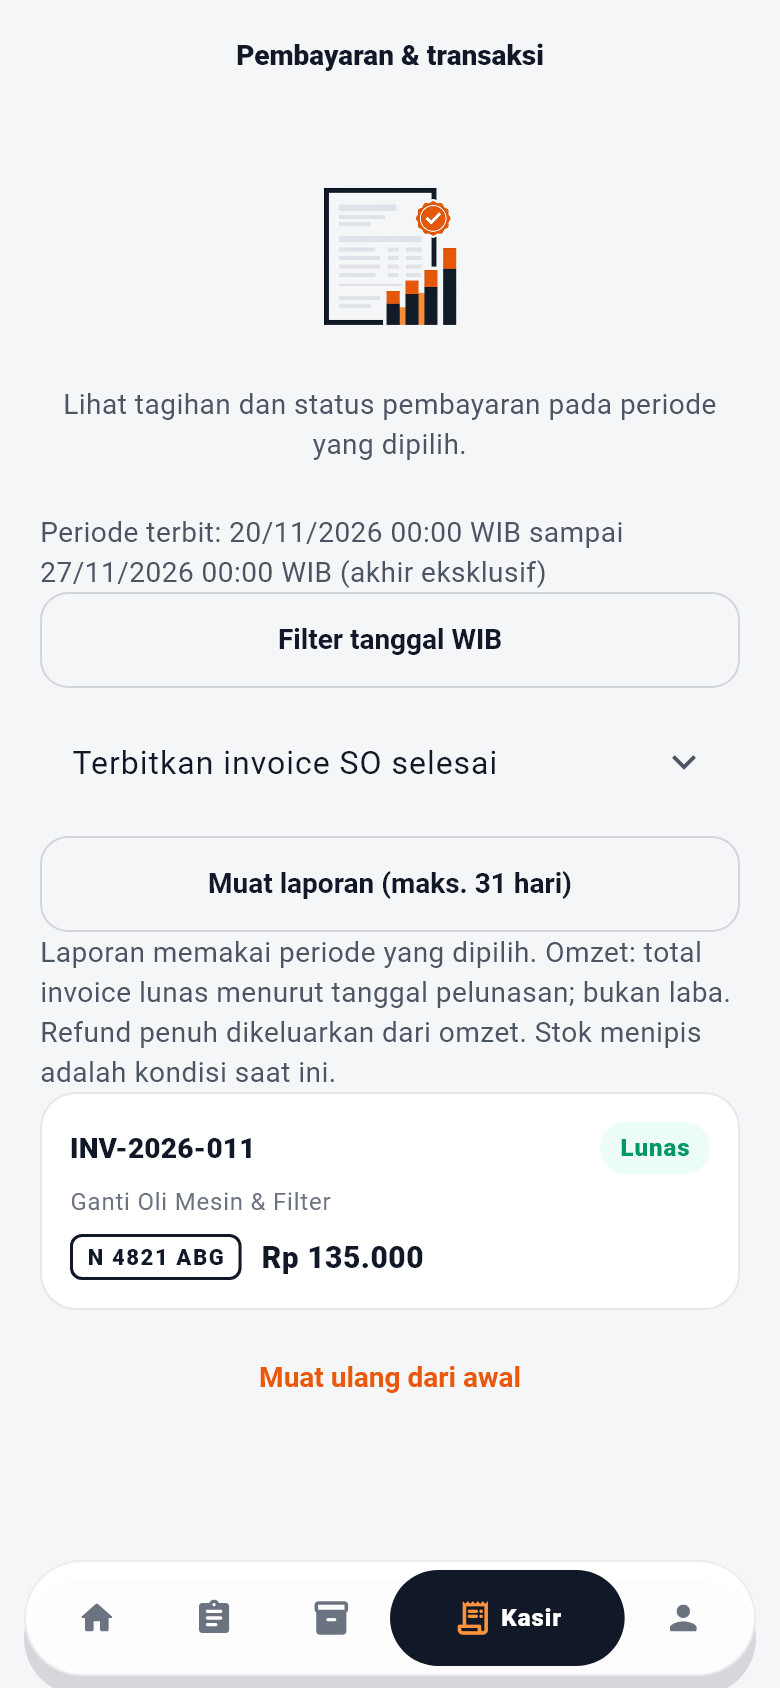 Pembayaran & transaksi
Lihat tagihan dan status pembayaran pada periode
yang dipilih.
Periode terbit: 20/11/2026 00:00 WIB sampai
27/11/2026 00:00 WIB (akhir eksklusif)
Filter tanggal WIB
Terbitkan invoice SO selesai
Muat laporan (maks. 31 hari)
Laporan memakai periode yang dipilih. Omzet: total
invoice lunas menurut tanggal pelunasan; bukan laba.
Refund penuh dikeluarkan dari omzet. Stok menipis
adalah kondisi saat ini.
INV-2026-011
Lunas
Ganti Oli Mesin & Filter
N 4821 ABG
Rp 135.000
Muat ulang dari awal
Kasir